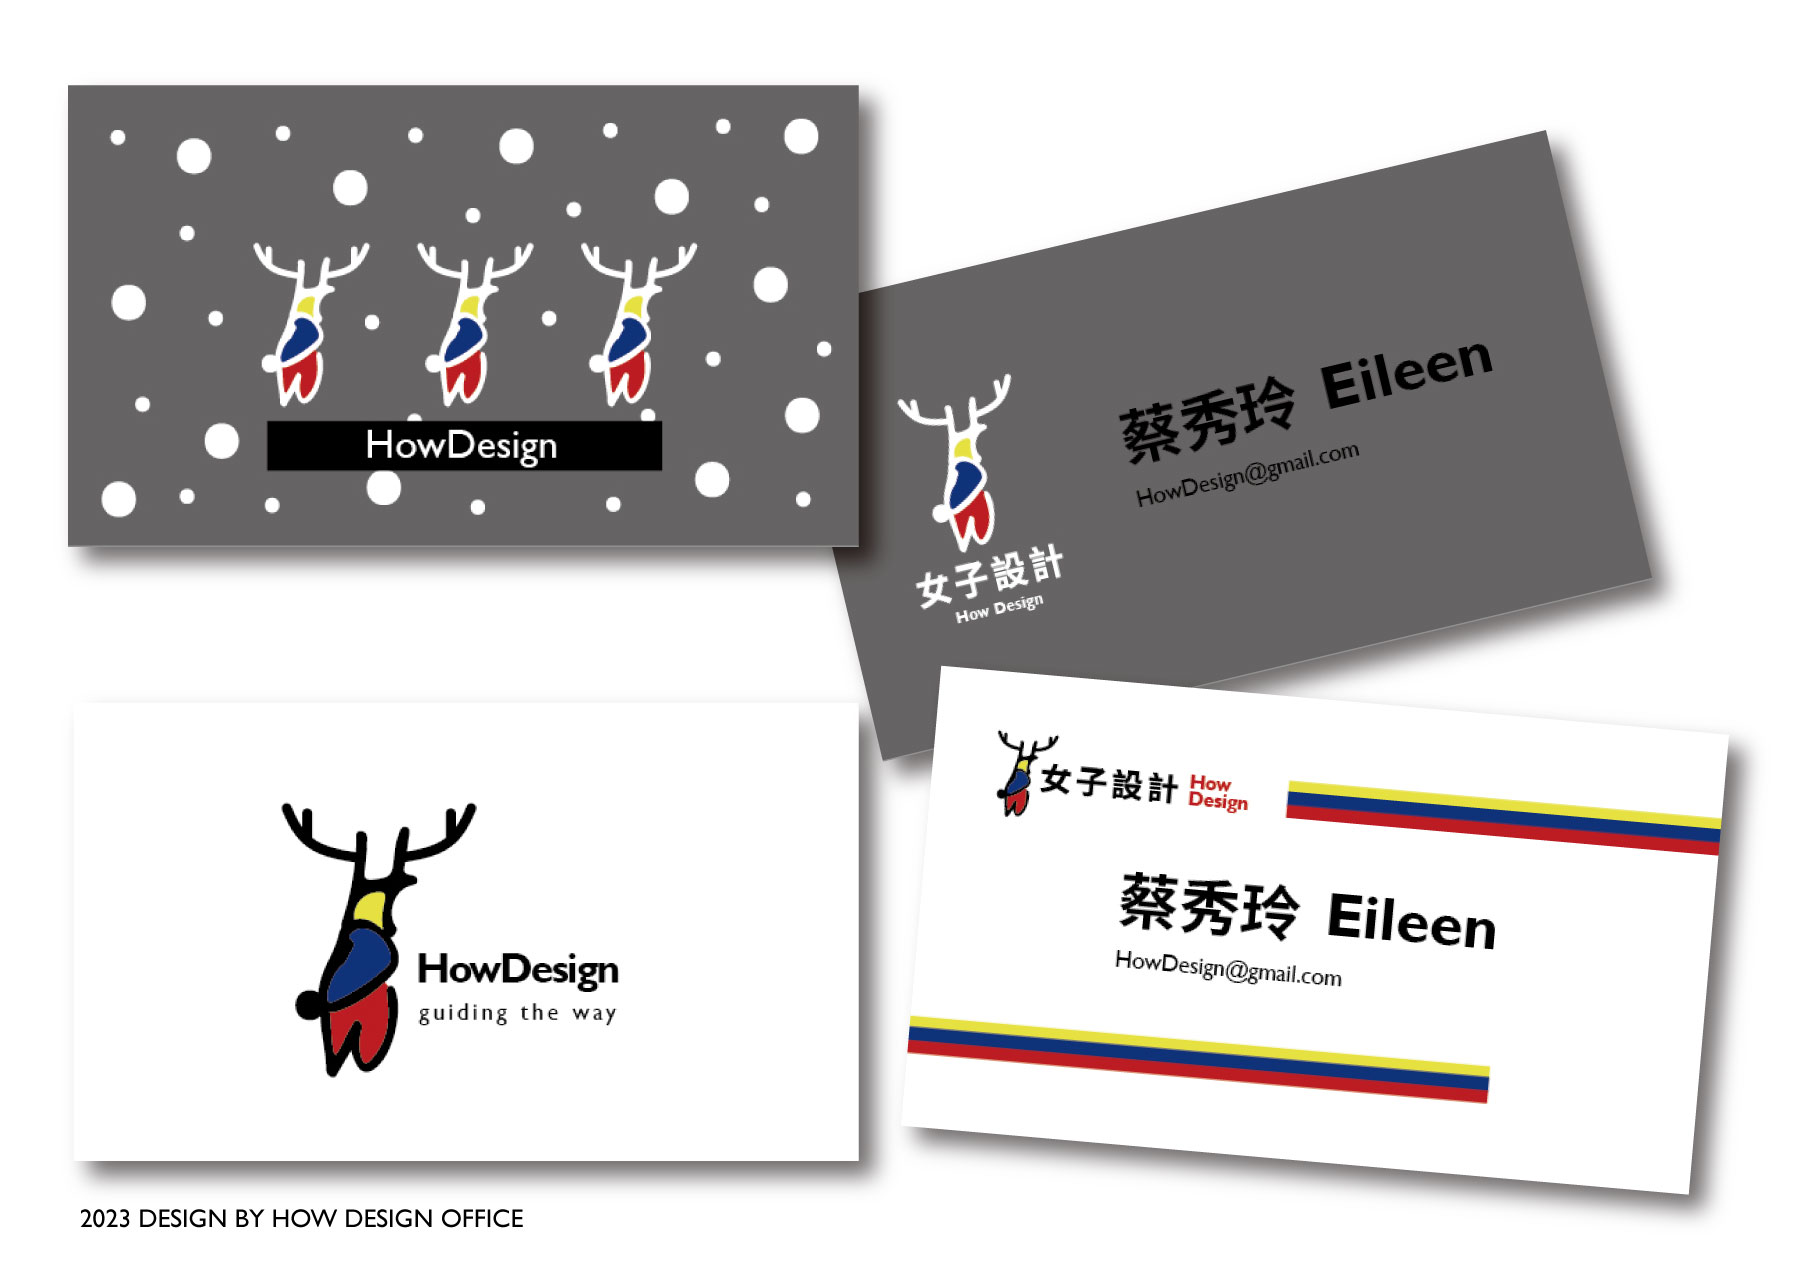 HowDesign
蔡秀玲 Eileen
HowDesign@gmail.com
女子設計
How Design
HowDesign
guiding the way
女子設計 How Design
蔡秀玲 Eileen
HowDesign@gmail.com
2023 DESIGN BY HOW DESIGN OFFICE